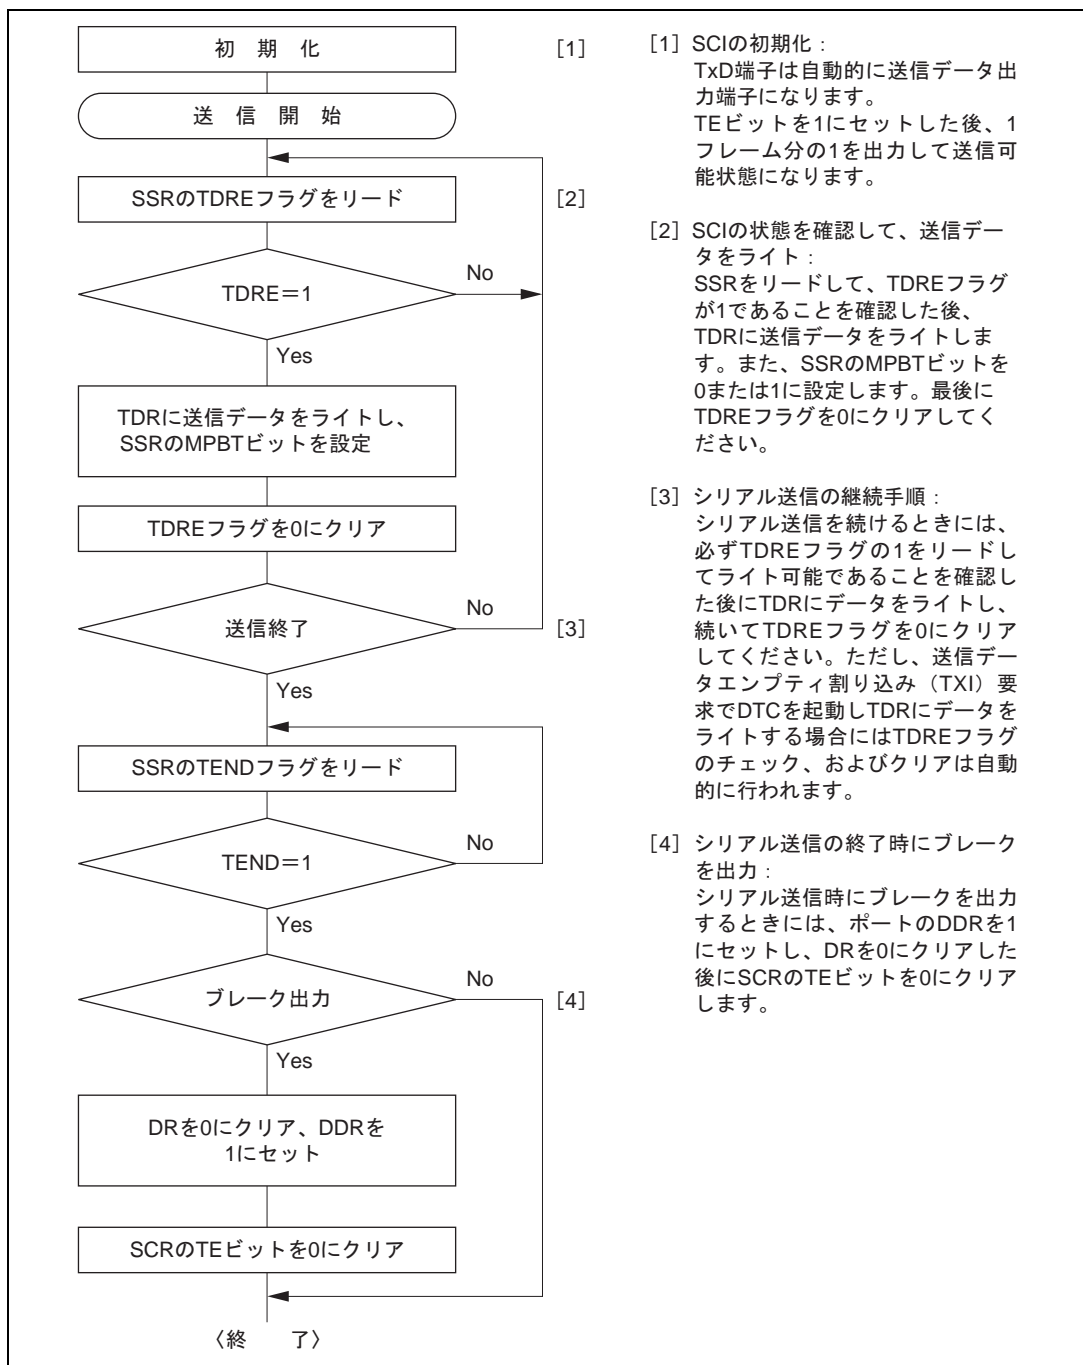 初 期 化
[1]
送 信 開 始
SSRのTDREフラグをリード
[2]
TDRE＝1
No
Yes
TDRに送信データをライトし、
SSRのMPBTビットを設定
TDREフラグを0にクリア
送信終了
No
[3]
Yes
SSRのTENDフラグをリード
TEND＝1
No
Yes
ブレーク出力
No
[4]
Yes
DRを0にクリア、DDRを
1にセット
SCRのTEビットを0にクリア
〈終 了〉
[1] SCIの初期化：
TxD端子は自動的に送信データ出
力端子になります。
TEビットを1にセットした後、1
フレーム分の1を出力して送信可
能状態になります。
[2] SCIの状態を確認して、送信デー
タをライト：
SSRをリードして、TDREフラグ
が1であることを確認した後、
TDRに送信データをライトしま
す。また、SSRのMPBTビットを
0または1に設定します。最後に
TDREフラグを0にクリアしてく
ださい。
[3] シリアル送信の継続手順：
シリアル送信を続けるときには、
必ずTDREフラグの1をリードし
てライト可能であることを確認し
た後にTDRにデータをライトし、
続いてTDREフラグを0にクリア
してください。ただし、送信デー
タエンプティ割り込み（TXI）要
求でDTCを起動しTDRにデータを
ライトする場合にはTDREフラグ
のチェック、およびクリアは自動
的に行われます。
[4] シリアル送信の終了時にブレーク
を出力：
シリアル送信時にブレークを出力
するときには、ポートのDDRを1
にセットし、DRを0にクリアした
後にSCRのTEビットを0にクリア
します。